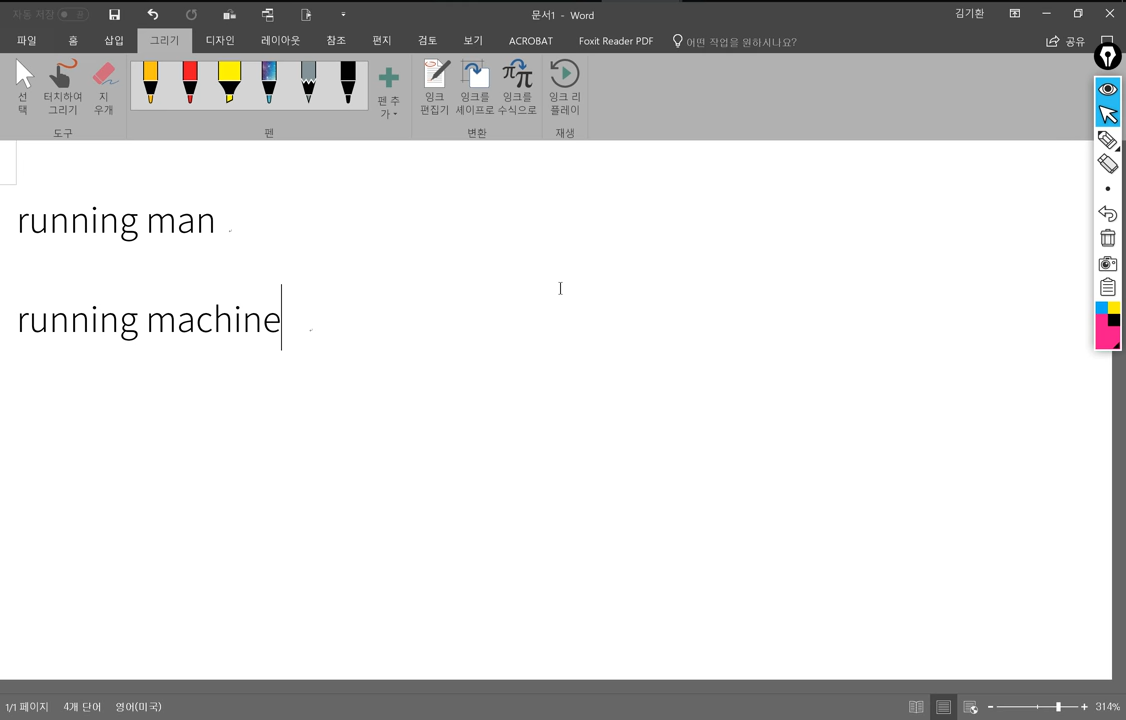 자동 저장
문서1 - Word
김기환
파일 홈 삽입 그리기 디자인 레이아웃 참조 편지 검토 보기 ACROBAT Foxit Reader PDF 어떤 작업을 원하시나요? 공유
선택
터치하여 그리기
지우개
펜 추가
잉크 편집기
잉크를 셰이프로
잉크를 수식으로
잉크 리플레이
도구 펜 변환 재생
running man
running machine
1/1 페이지 4개 단어 영어(미국) 314%